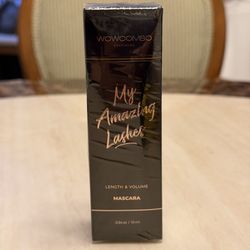 WOWCOMBO
My
Amazing
Lashes
LENGTH & VOLUME
MASCARA